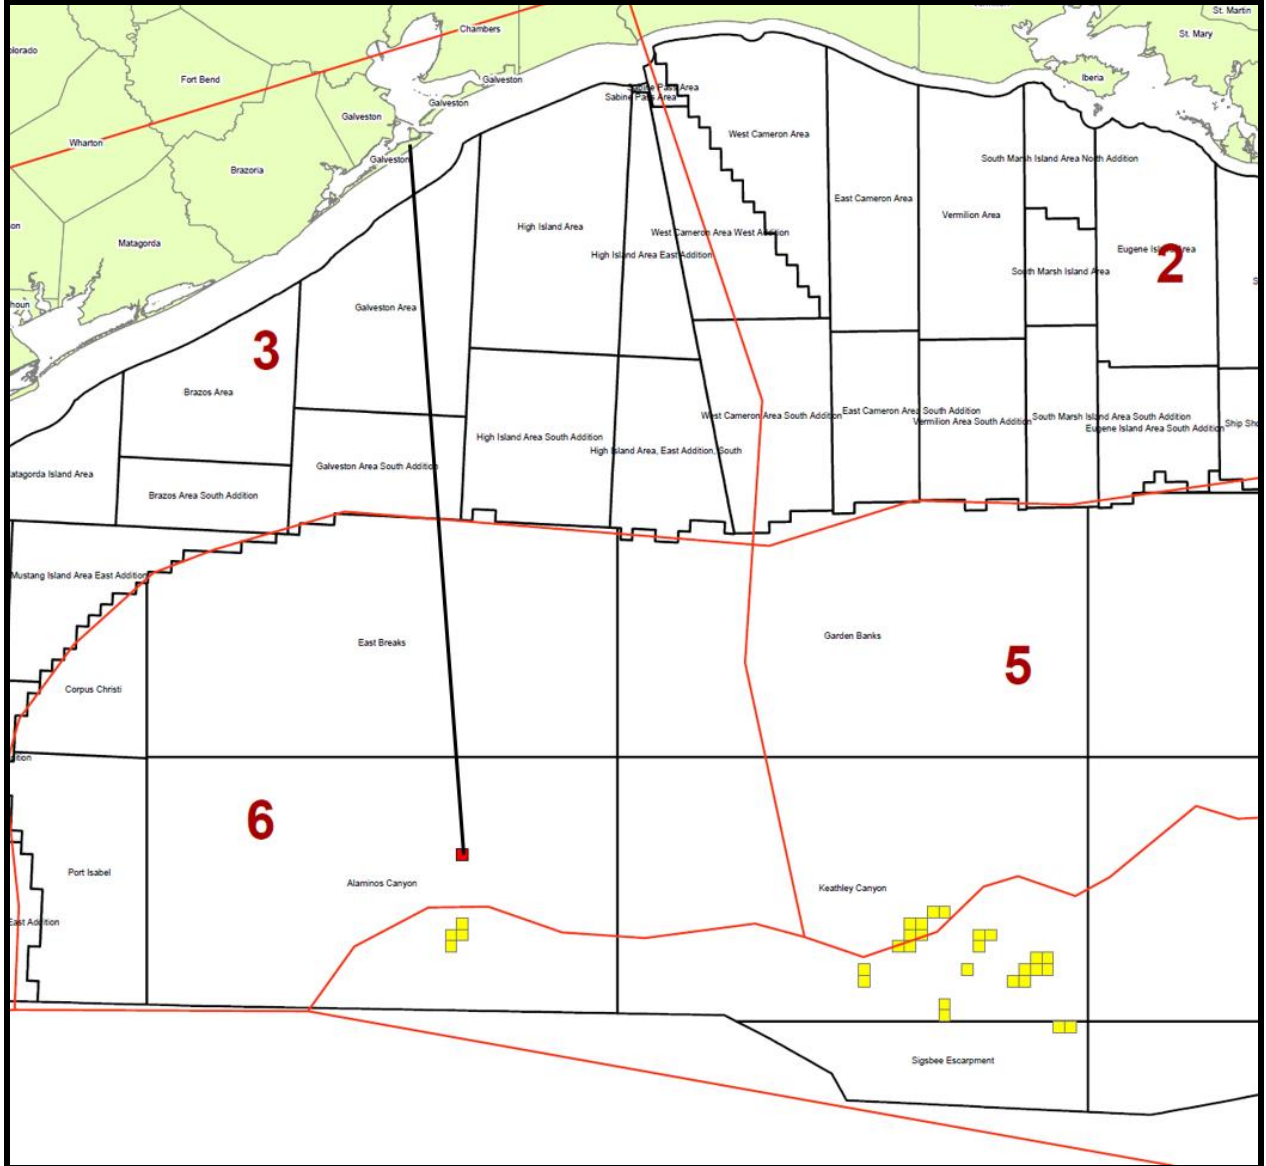 St. Martin
Chambers
St. Mary
Fort Bend
Galveston
Iberia
Sabine Pass Area
Sabine Pass Area
Galveston
Galveston
West Cameron Area
Wharton
Galveston
South Marsh Island Area North Addition
Brazoria
East Cameron Area
Vermilion Area
High Island Area
West Cameron Area West Addition
Matagorda
High Island Area East Addition
Eugene Island Area
2
South Marsh Island Area
Galveston Area
3
Brazos Area
West Cameron Area South Addition
East Cameron Area South Addition
South Marsh Island Area South Addition
Vermilion Area South Addition
Eugene Island Area South Addition
High Island Area South Addition
High Island Area, East Addition, South
Galveston Area South Addition
atagorda Island Area
Brazos Area South Addition
Mustang Island Area East Addition
East Breaks
Garden Banks
5
Corpus Christi
6
Port Isabel
Alaminos Canyon
Keathley Canyon
East Addition
Sigsbee Escarpment